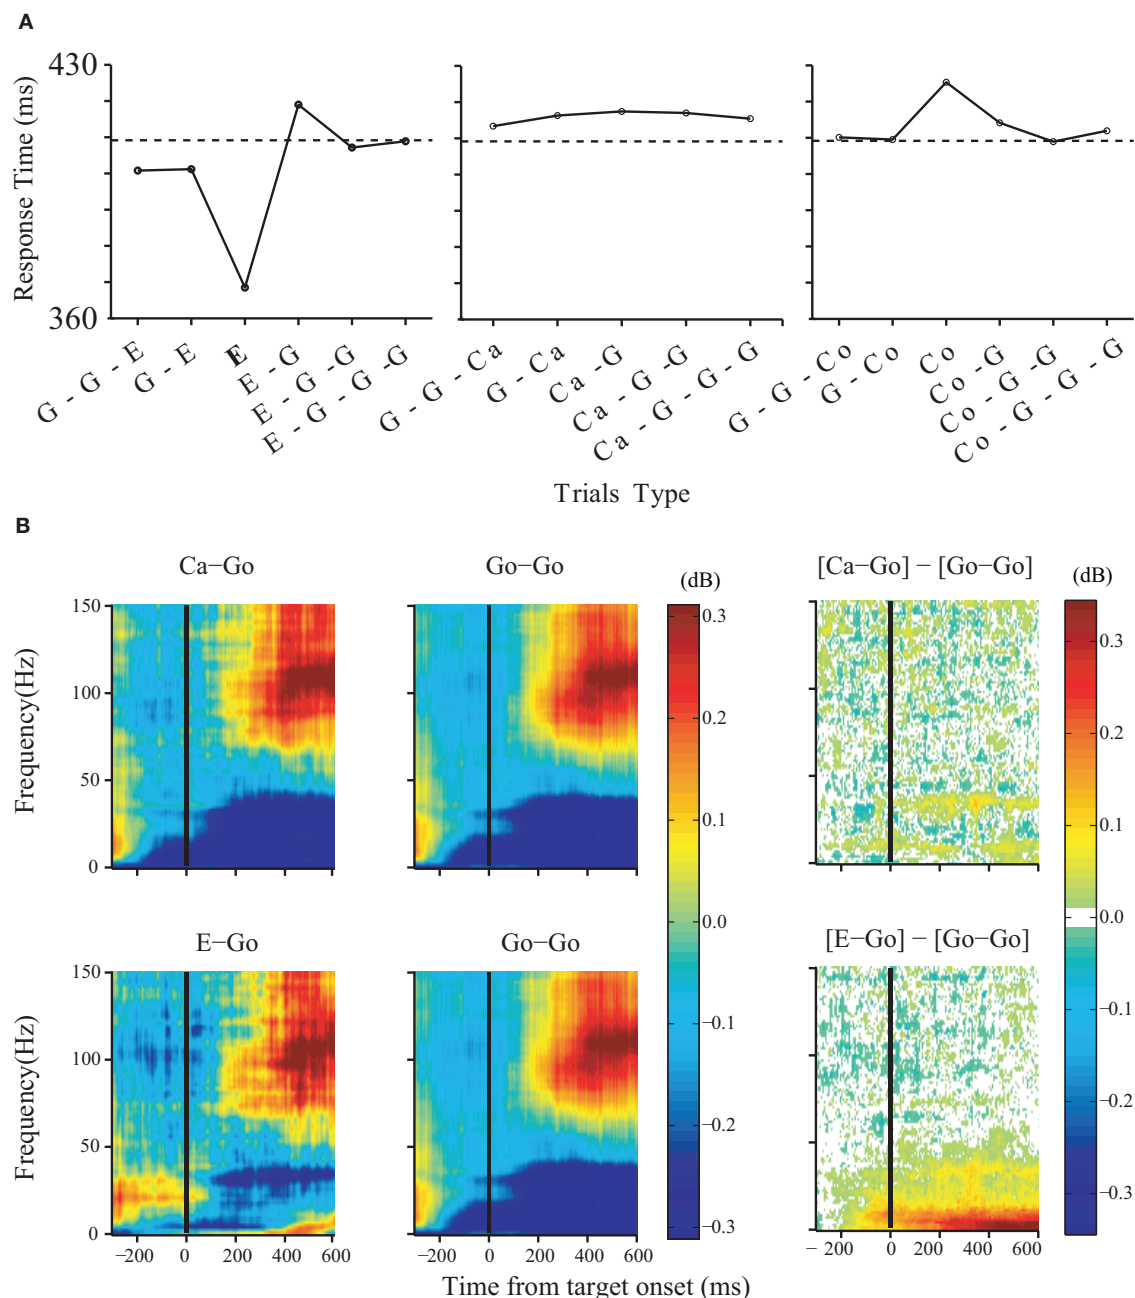 A
Response Time (ms)
430
360
G - G - E
G - E
E
E - G
E - G - G
E - G - G - G
G - G - Ca
G - Ca
Ca - G
Ca - G - G
Ca - G - G - G
G - G - Co
G - Co
Co
Co - G
Co - G - G
Co - G - G - G
Trials Type
B
Ca−Go
Go−Go
(dB)
[Ca−Go] − [Go−Go]
(dB)
Frequency(Hz)
150
100
50
0
0.3
0.2
0.1
0.0
−0.1
−0.2
−0.3
0.3
0.2
0.1
0.0
−0.1
−0.2
−0.3
E−Go
Go−Go
[E−Go] − [Go−Go]
Frequency(Hz)
150
100
50
0
−200 0 200 400 600
−200 0 200 400 600
− 200 0 200 400 600
Time from target onset (ms)